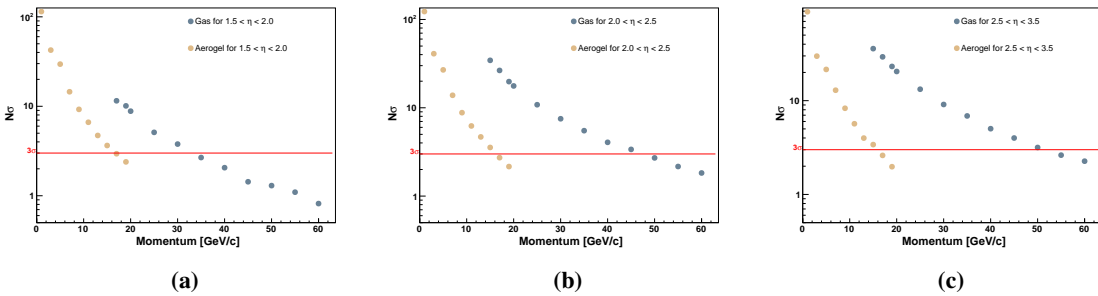 10²
10
1
Nσ
3σ
Gas for 1.5 < η < 2.0
Aerogel for 1.5 < η < 2.0
0 10 20 30 40 50 60
Momentum [GeV/c]
(a)
10²
10
1
Nσ
3σ
Gas for 2.0 < η < 2.5
Aerogel for 2.0 < η < 2.5
0 10 20 30 40 50 60
Momentum [GeV/c]
(b)
10
1
Nσ
3σ
Gas for 2.5 < η < 3.5
Aerogel for 2.5 < η < 3.5
0 10 20 30 40 50 60
Momentum [GeV/c]
(c)